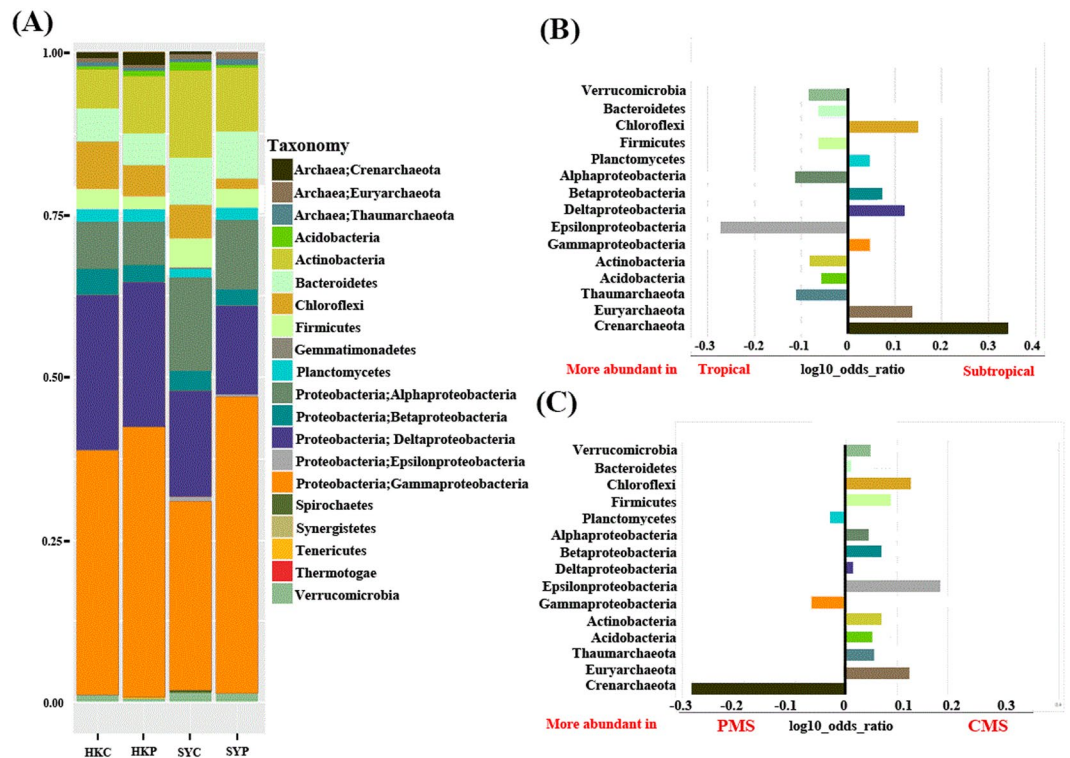 (A)
1.00
0.75
0.50
0.25
0.00
HKC HKP SYC SYP
Taxonomy
Archaea;Crenarchaeota
Archaea;Euryarchaeota
Archaea;Thaumarchaeota
Acidobacteria
Actinobacteria
Bacteroidetes
Chloroflexi
Firmicutes
Gemmatimonadetes
Planctomycetes
Proteobacteria;Alphaproteobacteria
Proteobacteria;Betaproteobacteria
Proteobacteria; Deltaproteobacteria
Proteobacteria;Epsilonproteobacteria
Proteobacteria;Gammaproteobacteria
Spirochaetes
Synergistetes
Tenericutes
Thermotogae
Verrucomicrobia
(B)
Verrucomicrobia
Bacteroidetes
Chloroflexi
Firmicutes
Planctomycetes
Alphaproteobacteria
Betaproteobacteria
Deltaproteobacteria
Epsilonproteobacteria
Gammaproteobacteria
Actinobacteria
Acidobacteria
Thaumarchaeota
Euryarchaeota
Crenarchaeota
-0.3 -0.2 -0.1 0 0.1 0.2 0.3 0.4
More abundant in Tropical log10_odds_ratio Subtropical
(C)
Verrucomicrobia
Bacteroidetes
Chloroflexi
Firmicutes
Planctomycetes
Alphaproteobacteria
Betaproteobacteria
Deltaproteobacteria
Epsilonproteobacteria
Gammaproteobacteria
Actinobacteria
Acidobacteria
Thaumarchaeota
Euryarchaeota
Crenarchaeota
-0.3 -0.2 -0.1 0 0.1 0.2 0.3
More abundant in PMS log10_odds_ratio CMS